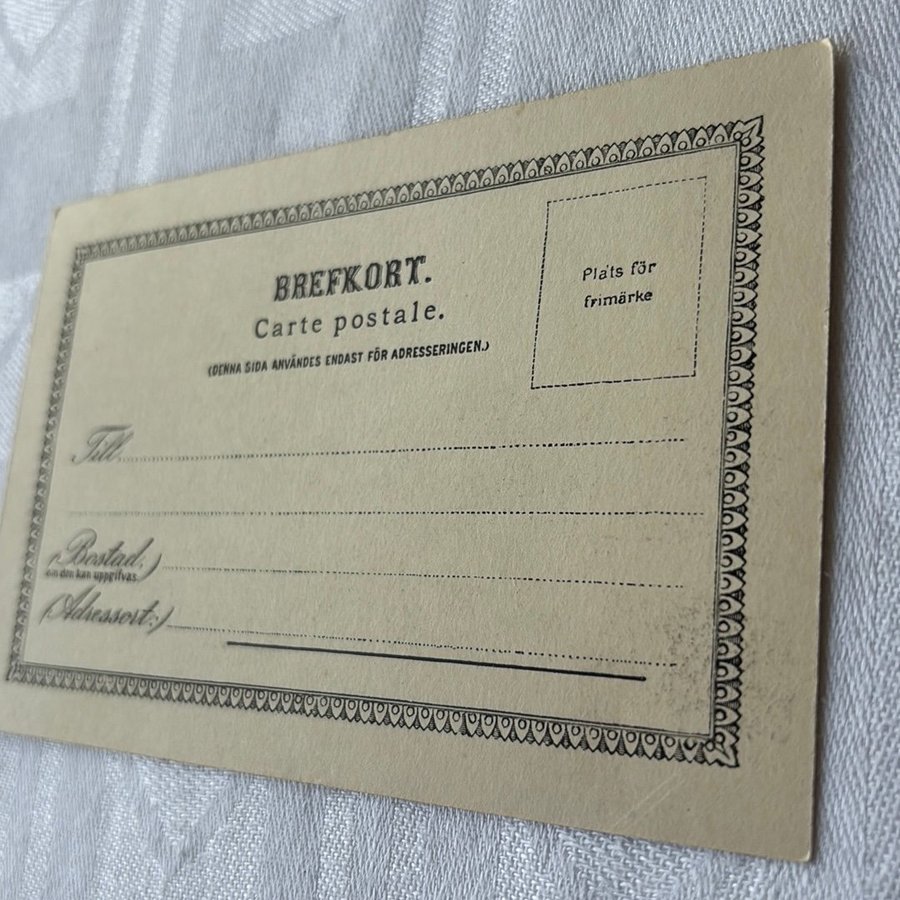 BREFKORT.
Carte postale.
(DENNA SIDA ANVÄNDES ENDAST FÖR ADRESSERINGEN.)
Plats för
frimärke
Till
(Bostad:)
om den kan uppgifvas.
(Adressort:)